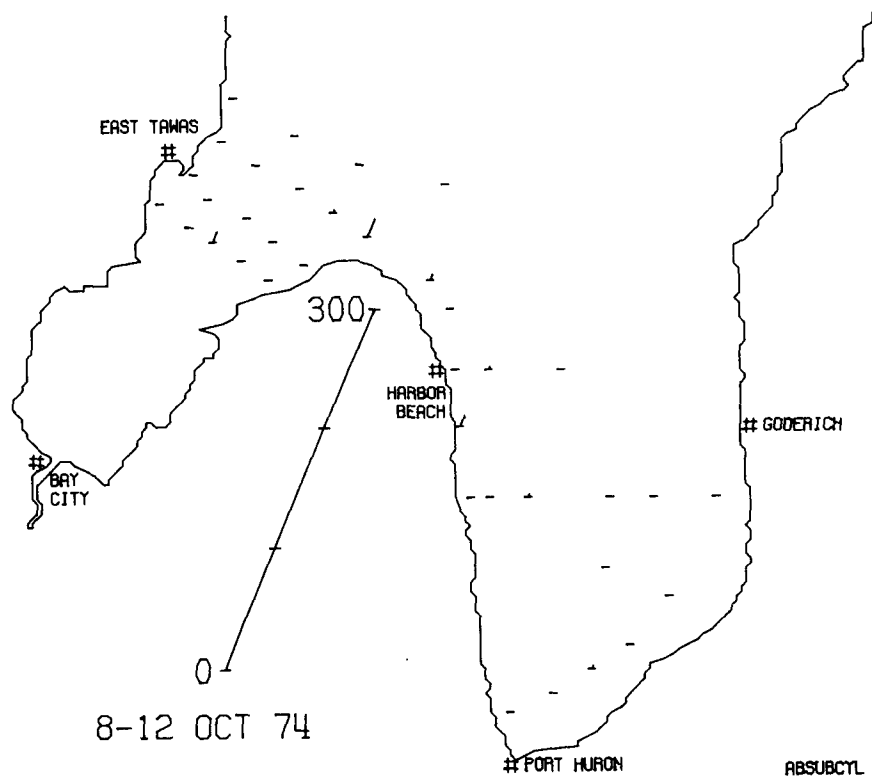 EAST TAWAS
300
HARBOR
BEACH
GODERICH
BAY
CITY
0
8-12 OCT 74
PORT HURON
ABSUBCYL